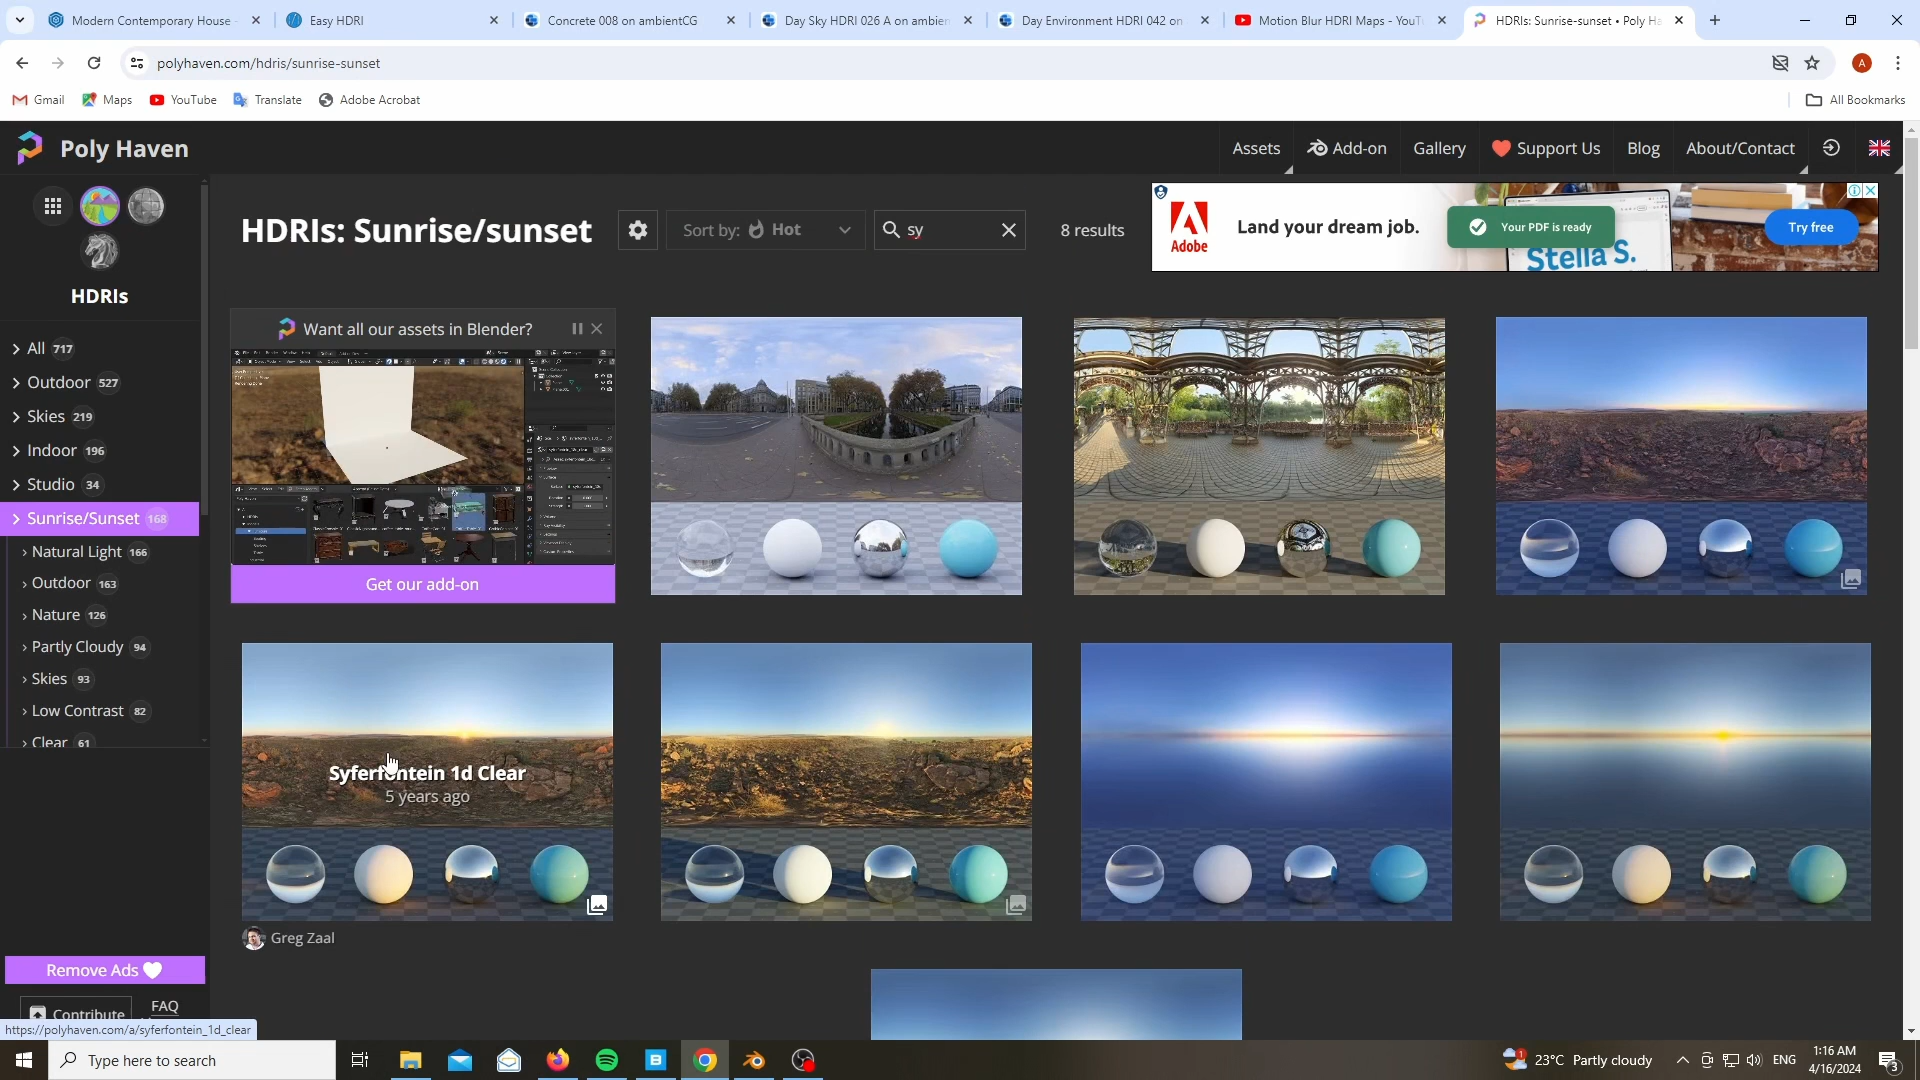 Modern Contemporary House
Easy HDRI
Concrete 008 on ambientCG
Day Sky HDRI 026 A on ambien
Day Environment HDRI 042 on
Motion Blur HDRI Maps - YouTu
HDRIs: Sunrise-sunset • Poly Ha
polyhaven.com/hdris/sunrise-sunset
A
Gmail
Maps
YouTube
Translate
Adobe Acrobat
All Bookmarks
Poly Haven
Assets
Add-on
Gallery
Support Us
Blog
About/Contact
HDRIs: Sunrise/sunset
Sort by: Hot
sy
8 results
Adobe
Land your dream job.
Your PDF is ready
Stella S.
Try free
HDRIs
All 717
Outdoor 527
Skies 219
Indoor 196
Studio 34
Sunrise/Sunset 168
Natural Light 166
Outdoor 163
Nature 126
Partly Cloudy 94
Skies 93
Low Contrast 82
Clear 61
Want all our assets in Blender?
Get our add-on
Syferfontein 1d Clear
5 years ago
Greg Zaal
Remove Ads
Contribute
FAQ
https://polyhaven.com/a/syferfontein_1d_clear
Type here to search
23°C Partly cloudy
ENG
1:16 AM
4/16/2024
3